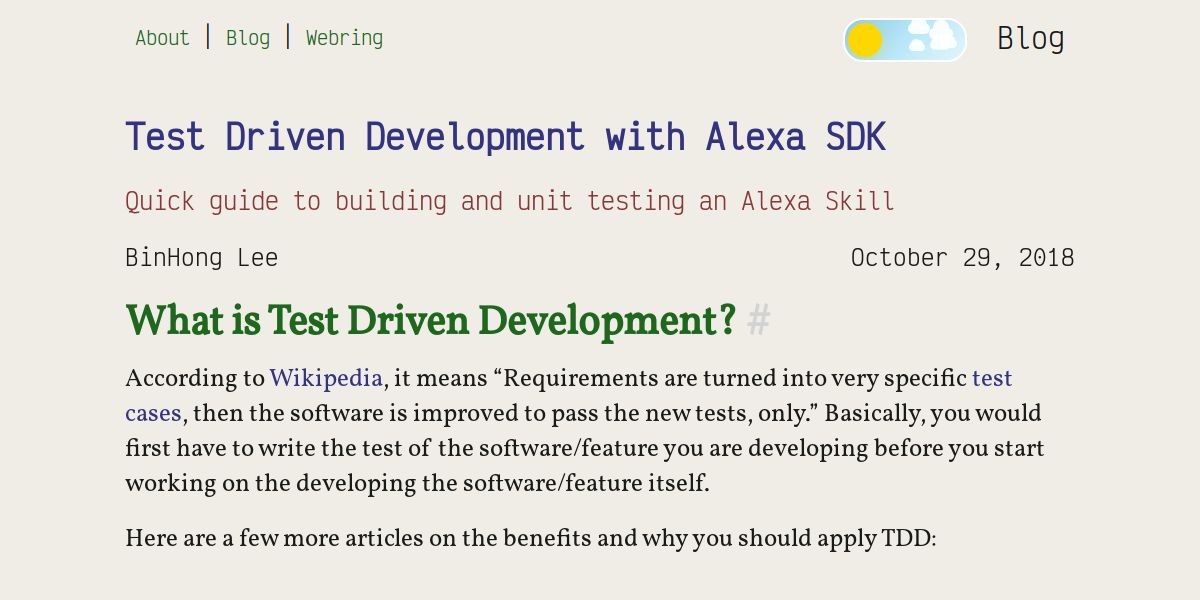 About | Blog | Webring
Blog
Test Driven Development with Alexa SDK
Quick guide to building and unit testing an Alexa Skill
BinHong Lee October 29, 2018
What is Test Driven Development? #
According to Wikipedia, it means “Requirements are turned into very specific test
cases, then the software is improved to pass the new tests, only.” Basically, you would
first have to write the test of the software/feature you are developing before you start
working on the developing the software/feature itself.
Here are a few more articles on the benefits and why you should apply TDD: